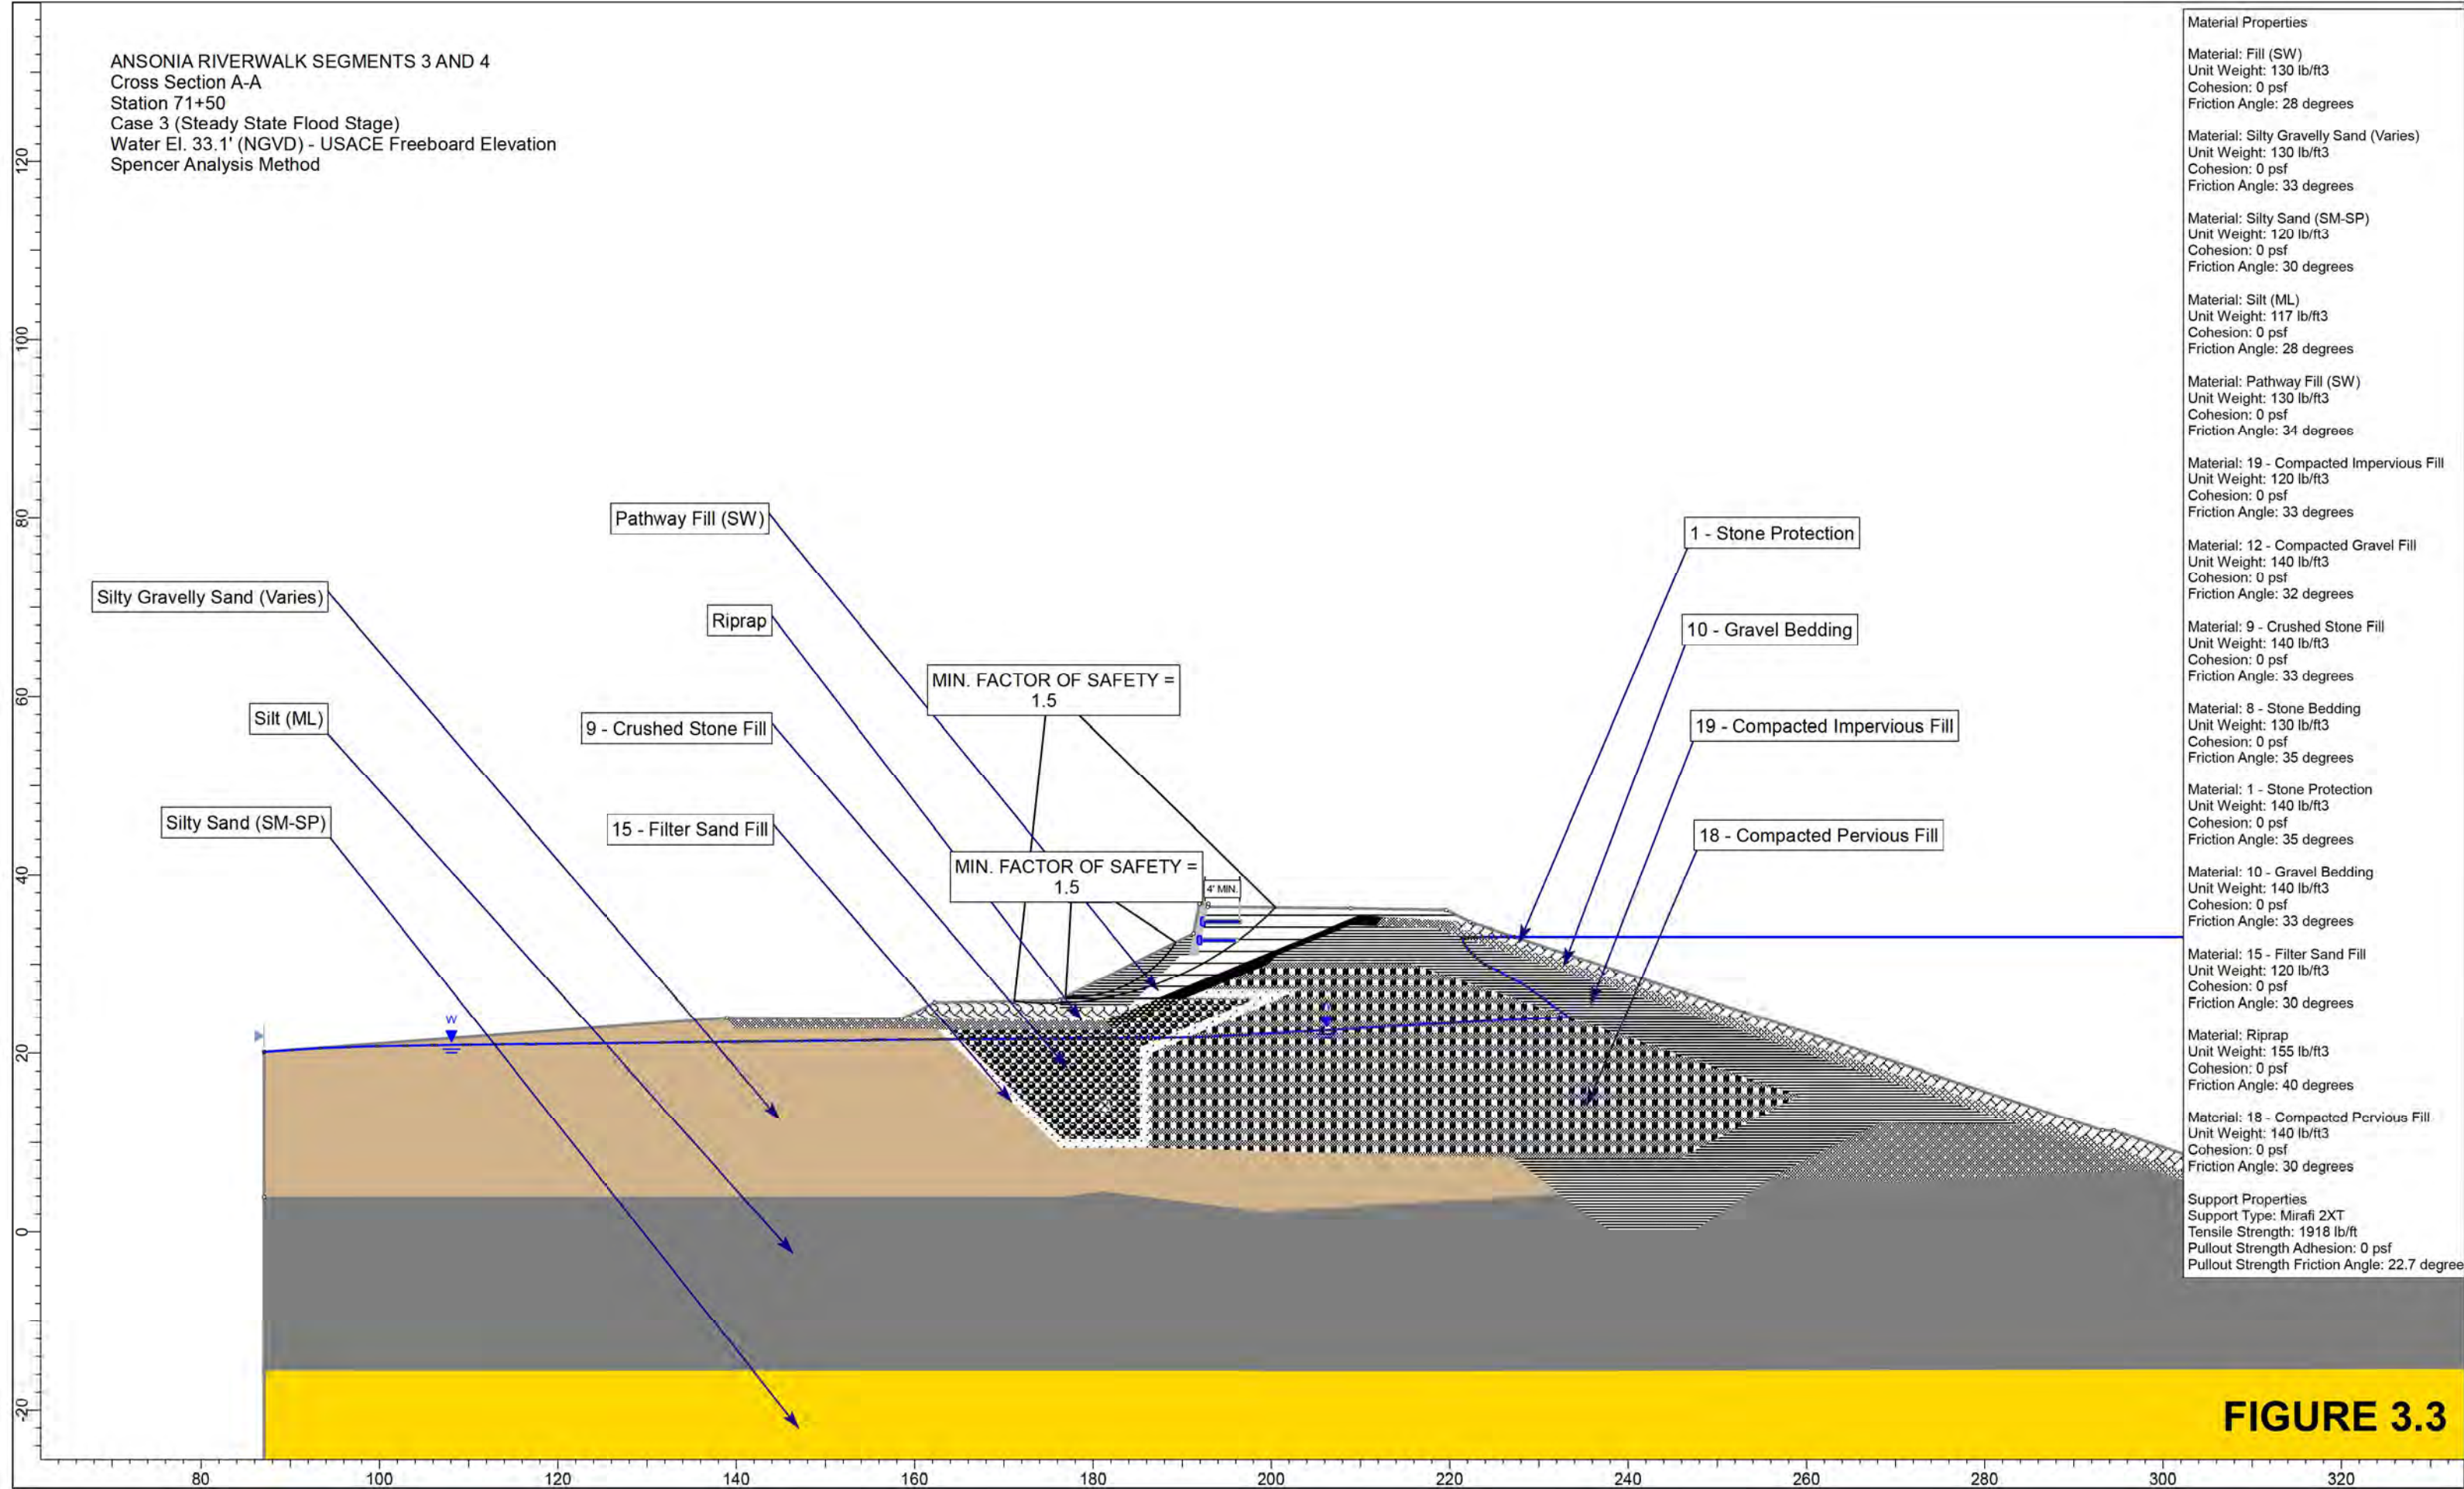 ANSONIA RIVERWALK SEGMENTS 3 AND 4
Cross Section A-A
Station 71+50
Case 3 (Steady State Flood Stage)
Water El. 33.1' (NGVD) - USACE Freeboard Elevation
Spencer Analysis Method
Pathway Fill (SW)
Silty Gravelly Sand (Varies)
Riprap
Silt (ML)
9 - Crushed Stone Fill
Silty Sand (SM-SP)
15 - Filter Sand Fill
MIN. FACTOR OF SAFETY =
1.5
MIN. FACTOR OF SAFETY =
1.5
4' MIN.
1 - Stone Protection
10 - Gravel Bedding
19 - Compacted Impervious Fill
18 - Compacted Pervious Fill
W
Material Properties
Material: Fill (SW)
Unit Weight: 130 lb/ft3
Cohesion: 0 psf
Friction Angle: 28 degrees
Material: Silty Gravelly Sand (Varies)
Unit Weight: 130 lb/ft3
Cohesion: 0 psf
Friction Angle: 33 degrees
Material: Silty Sand (SM-SP)
Unit Weight: 120 lb/ft3
Cohesion: 0 psf
Friction Angle: 30 degrees
Material: Silt (ML)
Unit Weight: 117 lb/ft3
Cohesion: 0 psf
Friction Angle: 28 degrees
Material: Pathway Fill (SW)
Unit Weight: 130 lb/ft3
Cohesion: 0 psf
Friction Angle: 34 degrees
Material: 19 - Compacted Impervious Fill
Unit Weight: 120 lb/ft3
Cohesion: 0 psf
Friction Angle: 33 degrees
Material: 12 - Compacted Gravel Fill
Unit Weight: 140 lb/ft3
Cohesion: 0 psf
Friction Angle: 32 degrees
Material: 9 - Crushed Stone Fill
Unit Weight: 140 lb/ft3
Cohesion: 0 psf
Friction Angle: 33 degrees
Material: 8 - Stone Bedding
Unit Weight: 130 lb/ft3
Cohesion: 0 psf
Friction Angle: 35 degrees
Material: 1 - Stone Protection
Unit Weight: 140 lb/ft3
Cohesion: 0 psf
Friction Angle: 35 degrees
Material: 10 - Gravel Bedding
Unit Weight: 140 lb/ft3
Cohesion: 0 psf
Friction Angle: 33 degrees
Material: 15 - Filter Sand Fill
Unit Weight: 120 lb/ft3
Cohesion: 0 psf
Friction Angle: 30 degrees
Material: Riprap
Unit Weight: 155 lb/ft3
Cohesion: 0 psf
Friction Angle: 40 degrees
Material: 18 - Compacted Pervious Fill
Unit Weight: 140 lb/ft3
Cohesion: 0 psf
Friction Angle: 30 degrees
Support Properties
Support Type: Mirafi 2XT
Tensile Strength: 1918 lb/ft
Pullout Strength Adhesion: 0 psf
Pullout Strength Friction Angle: 22.7 degree
FIGURE 3.3
120
100
80
60
40
20
0
-20
80 100 120 140 160 180 200 220 240 260 280 300 320